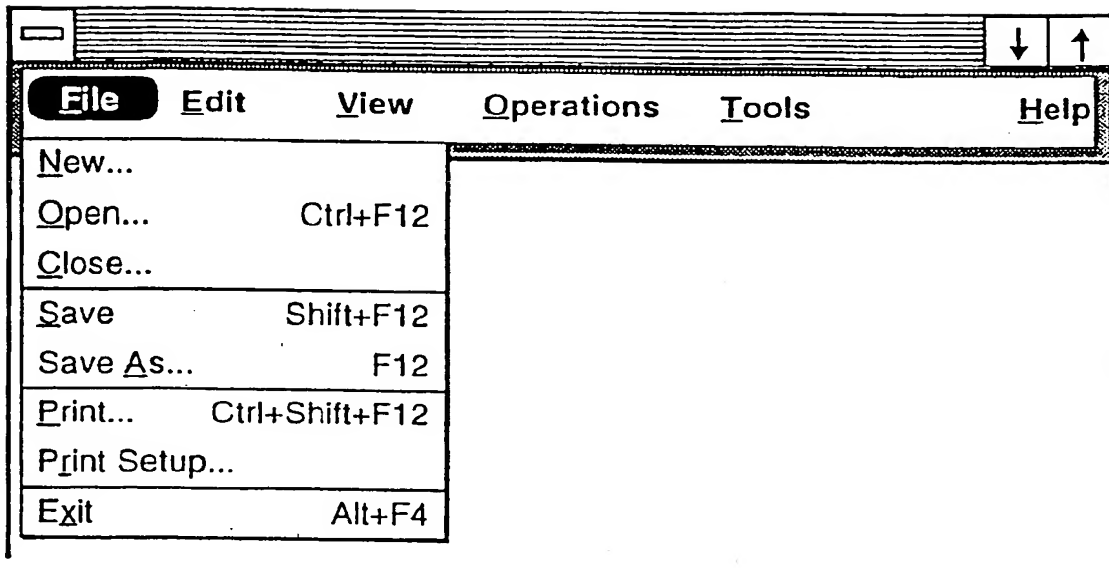 File Edit View Operations Tools Help
New...
Open... Ctrl+F12
Close...
Save Shift+F12
Save As... F12
Print... Ctrl+Shift+F12
Print Setup...
Exit Alt+F4